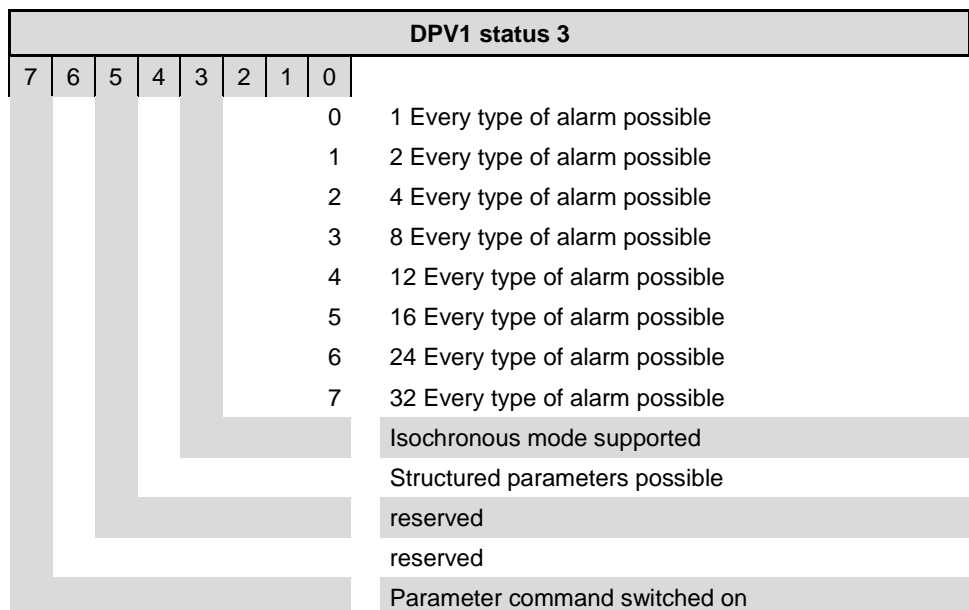 DPV1 status 3
7 6 5 4 3 2 1 0
0 1 Every type of alarm possible
1 2 Every type of alarm possible
2 4 Every type of alarm possible
3 8 Every type of alarm possible
4 12 Every type of alarm possible
5 16 Every type of alarm possible
6 24 Every type of alarm possible
7 32 Every type of alarm possible
Isochronous mode supported
Structured parameters possible
reserved
reserved
Parameter command switched on